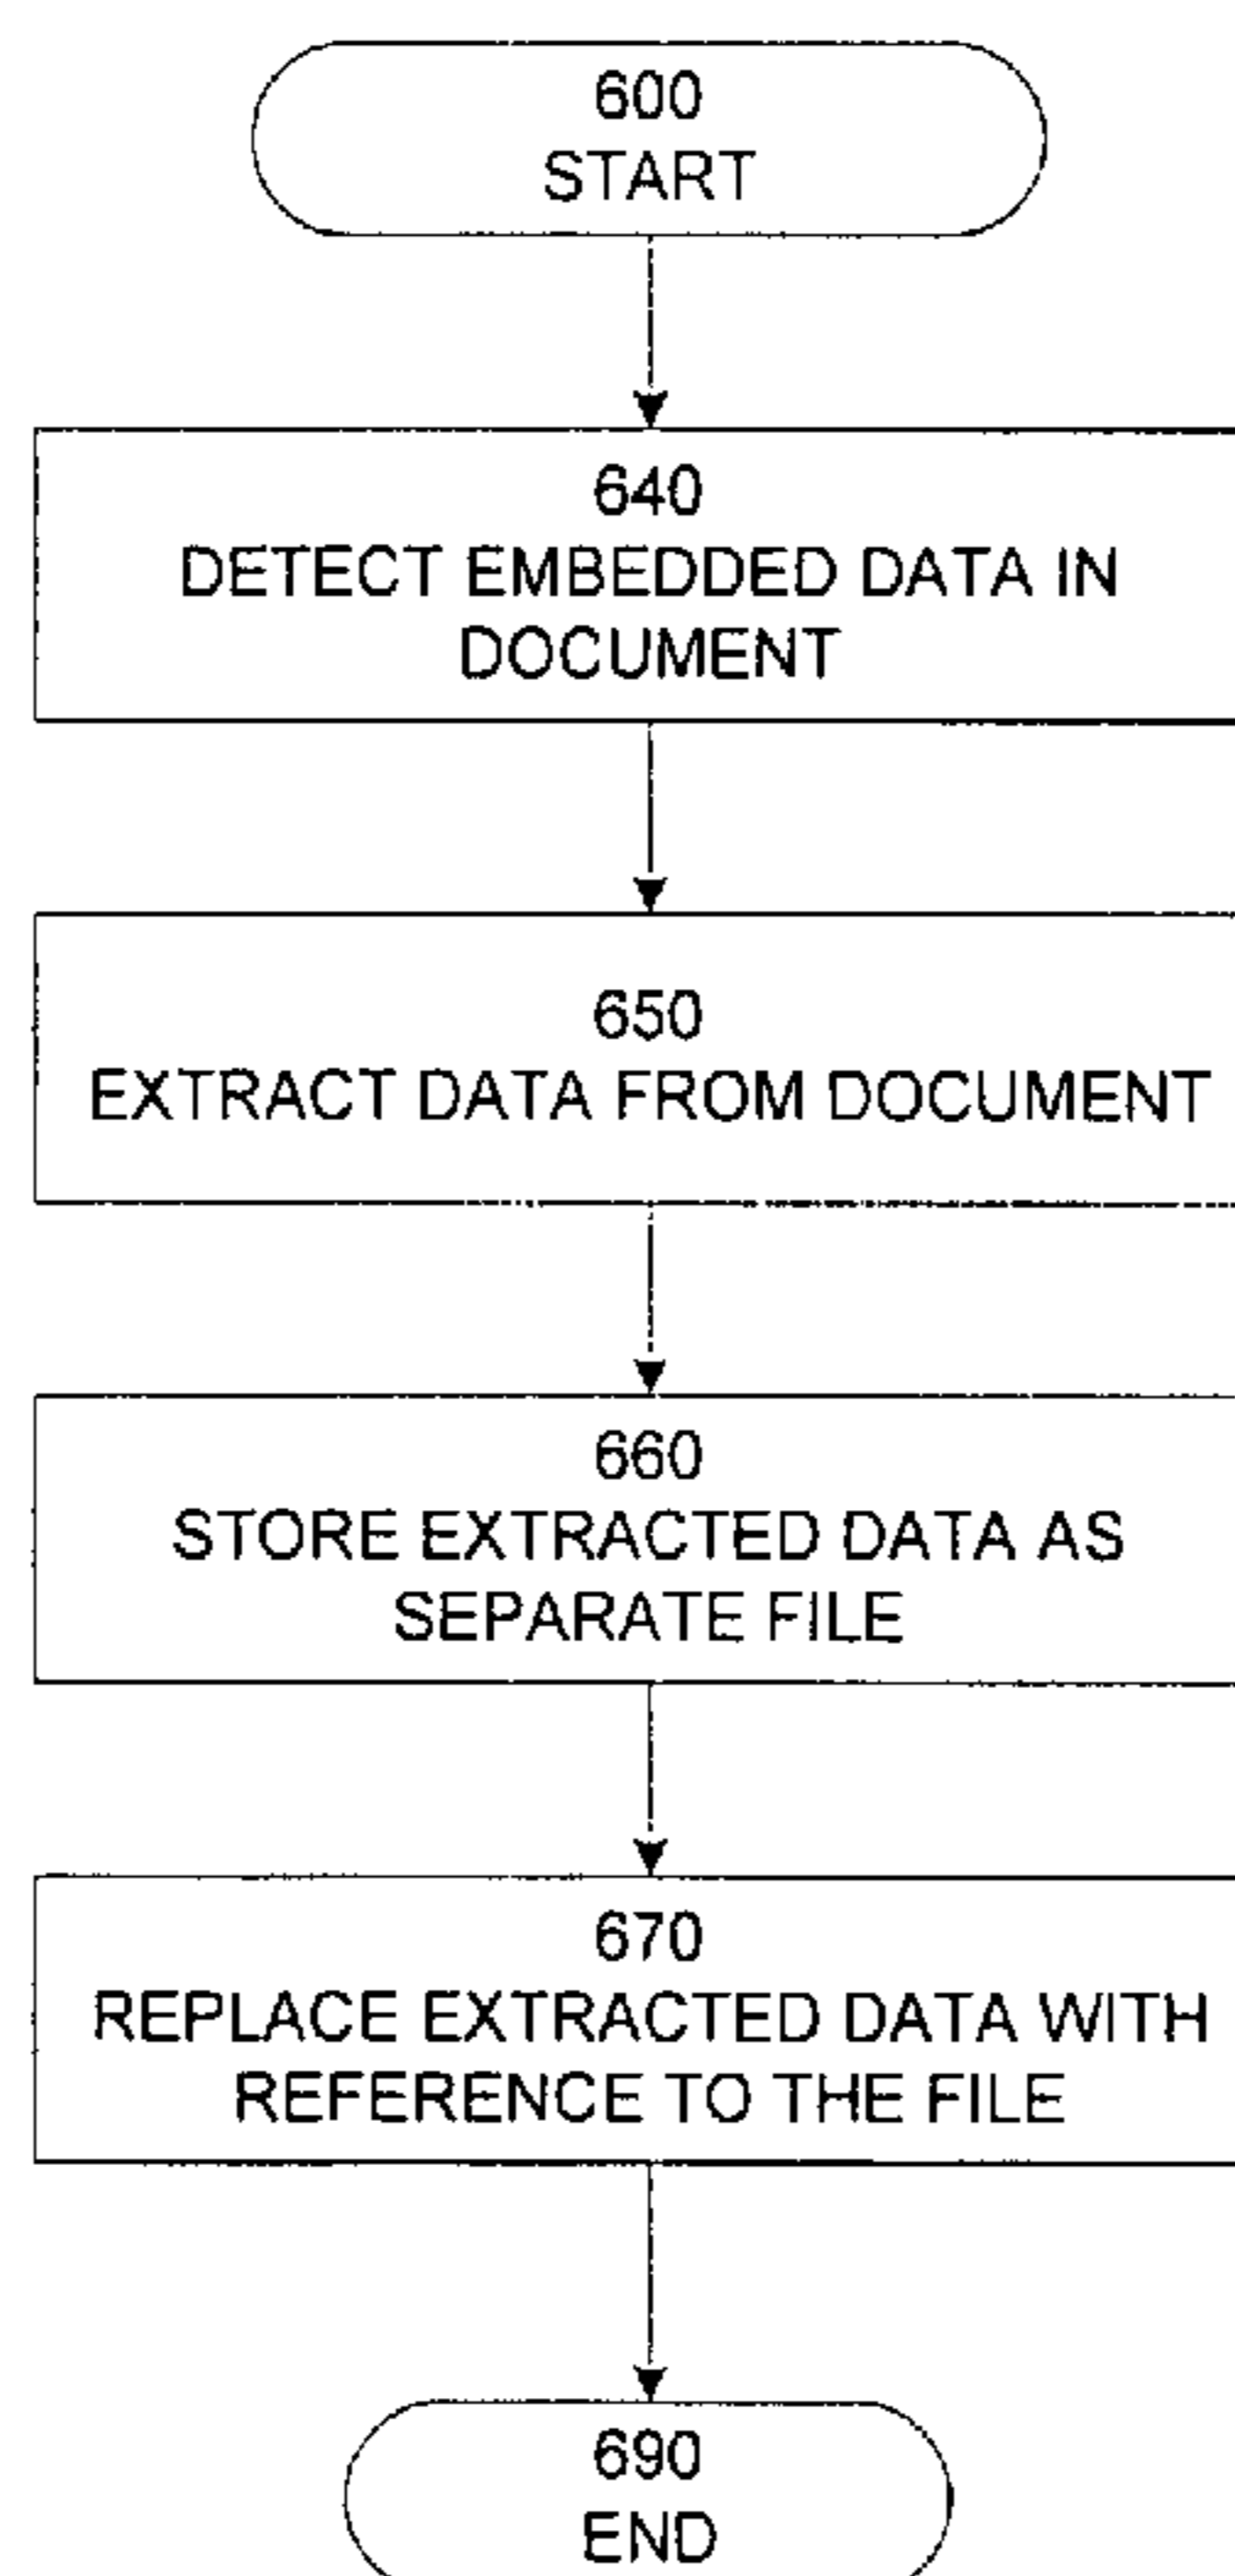 600
START
640
DETECT EMBEDDED DATA IN
DOCUMENT
650
EXTRACT DATA FROM DOCUMENT
660
STORE EXTRACTED DATA AS
SEPARATE FILE
670
REPLACE EXTRACTED DATA WITH
REFERENCE TO THE FILE
690
END